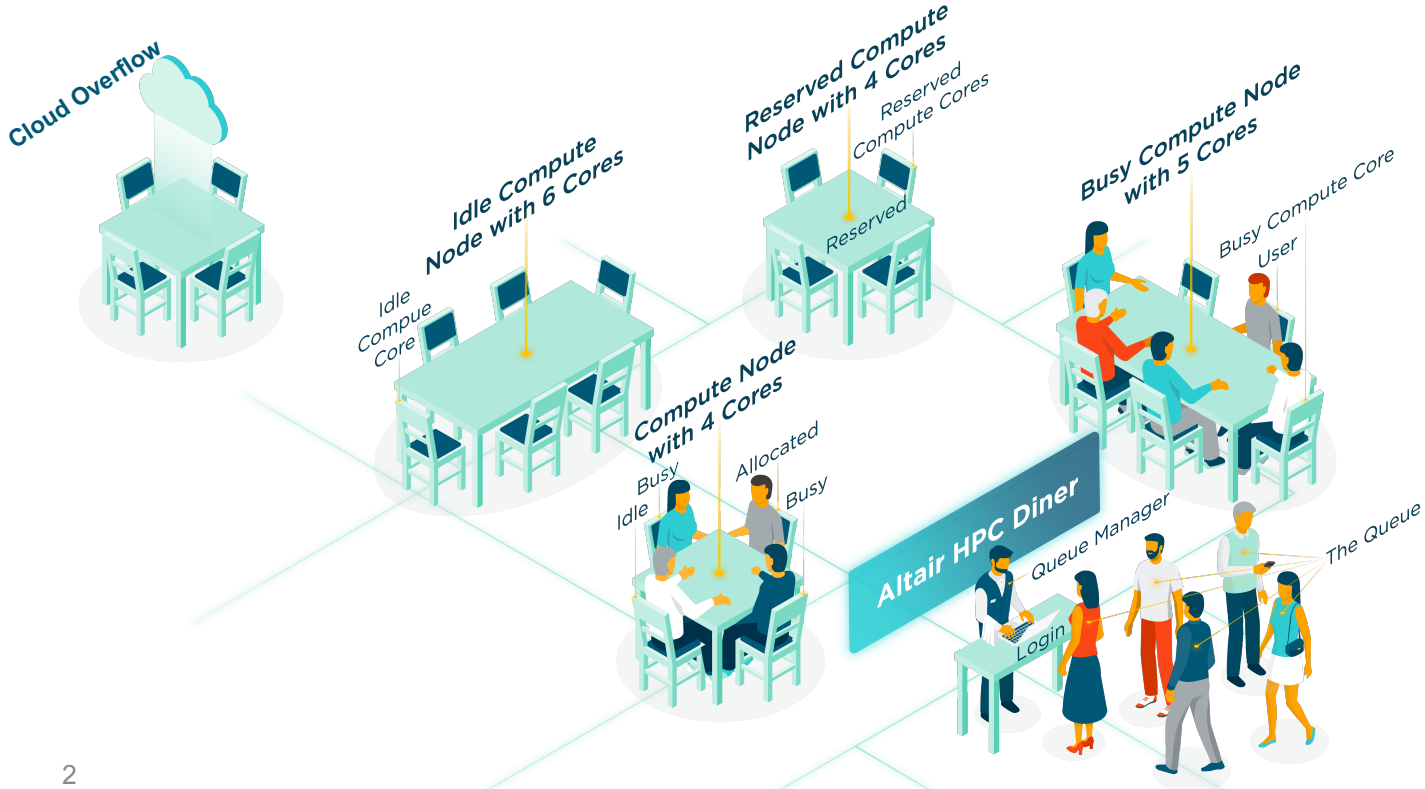 Cloud Overflow
Idle Compute
Node with 6 Cores
Idle
Compue
Core
Reserved Compute
Node with 4 Cores
Reserved
Compute Cores
Reserved
Busy Compute Node
with 5 Cores
Busy Compute Core
User
Compute Node
with 4 Cores
Busy
Idle
Allocated
Busy
Altair HPC Diner
Queue Manager
Login
The Queue
2